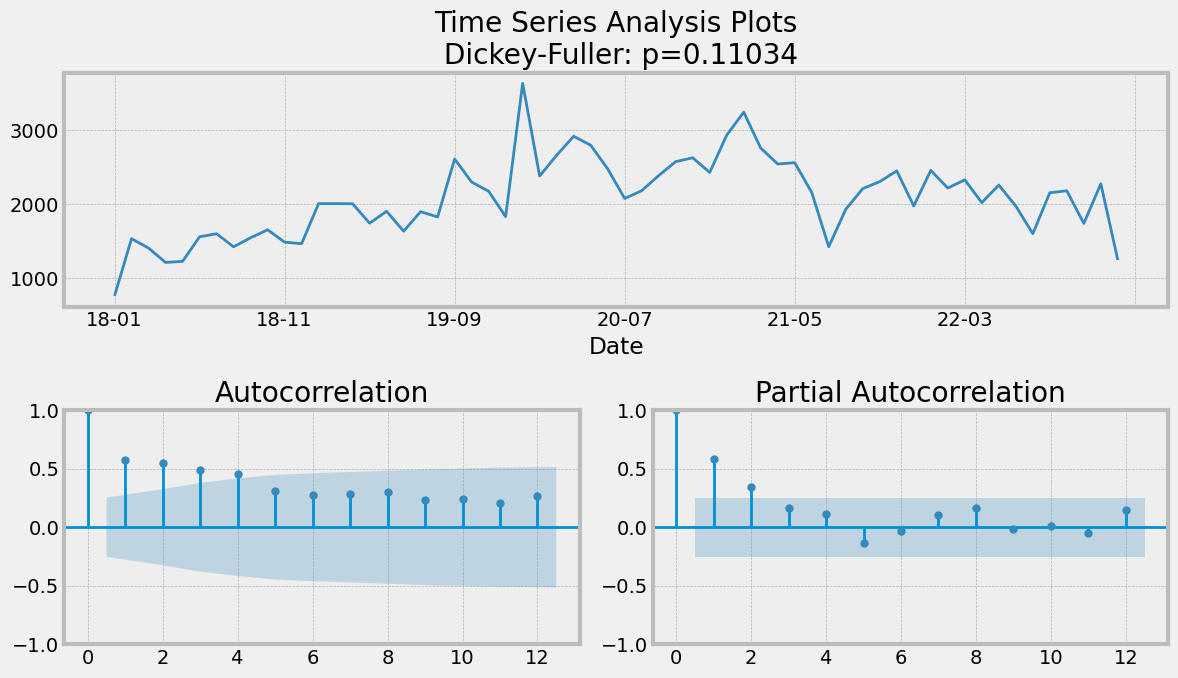 Time Series Analysis Plots
Dickey-Fuller: p=0.11034
3000
2000
1000
18-01 18-11 19-09 20-07 21-05 22-03
Date
Autocorrelation
1.0
0.5
0.0
−0.5
−1.0
0 2 4 6 8 10 12
Partial Autocorrelation
1.0
0.5
0.0
−0.5
−1.0
0 2 4 6 8 10 12